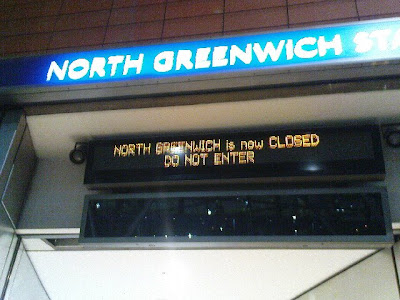 NORTH GREENWICH STA
NORTH GREENWICH is now CLOSED
DO NOT ENTER